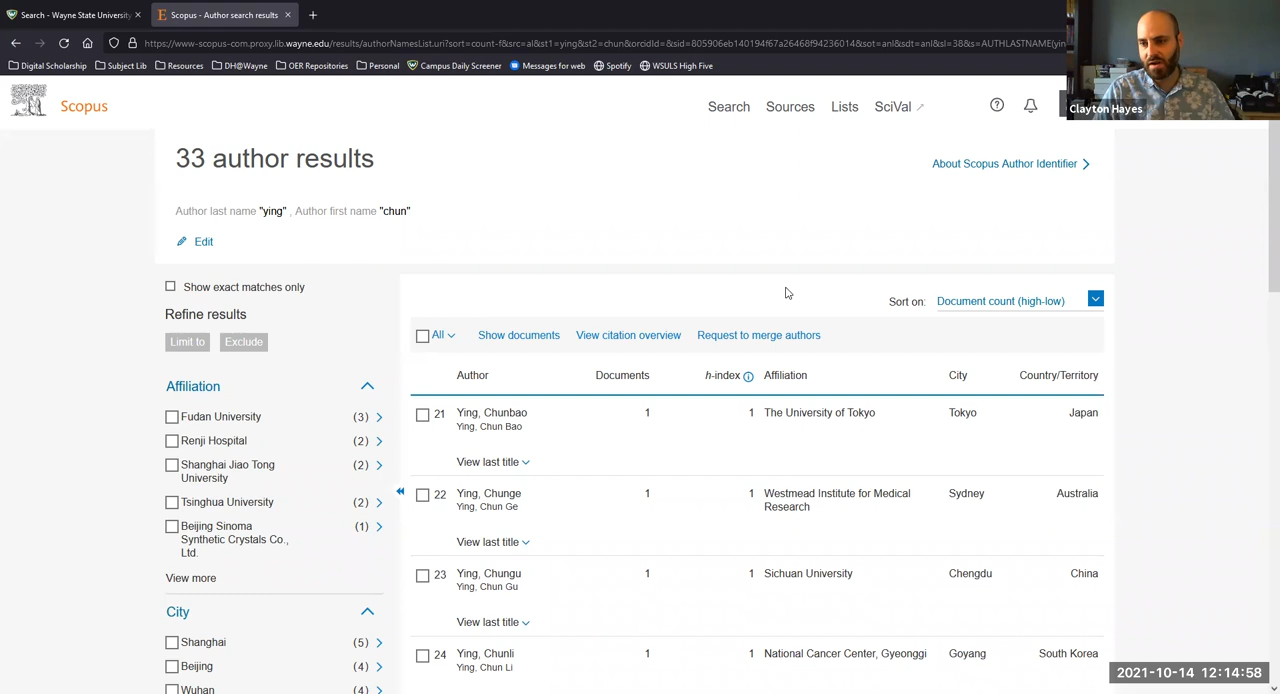 Search - Wayne State University
Scopus - Author search results
https://www-scopus-com.proxy.lib.wayne.edu/results/authorNamesList.uri?sort=count-f&src=al&st1=ying&st2=chun&orcidId=&sid=805906eb140194f67a26468f94236014&sot=anl&sdt=anl&sl=38&s=AUTHLASTNAME(yin
Digital Scholarship
Subject Lib
Resources
DH@Wayne
OER Repositories
Personal
Campus Daily Screener
Messages for web
Spotify
WSULS High Five
Clayton Hayes
Scopus
Search
Sources
Lists
SciVal
33 author results
About Scopus Author Identifier
Author last name "ying" , Author first name "chun"
Edit
Show exact matches only
Refine results
Limit to
Exclude
Sort on:
Document count (high-low)
All
Show documents
View citation overview
Request to merge authors
Author
Documents
h-index
Affiliation
City
Country/Territory
Affiliation
Fudan University (3)
Renji Hospital (2)
Shanghai Jiao Tong
University (2)
Tsinghua University (2)
Beijing Sinoma
Synthetic Crystals Co.,
Ltd. (1)
View more
City
Shanghai (5)
Beijing (4)
Wuhan (4)
21 Ying, Chunbao 1 1 The University of Tokyo Tokyo Japan
Ying, Chun Bao
View last title
22 Ying, Chunge 1 1 Westmead Institute for Medical Sydney Australia
Ying, Chun Ge Research
View last title
23 Ying, Chungu 1 1 Sichuan University Chengdu China
Ying, Chun Gu
View last title
24 Ying, Chunli 1 1 National Cancer Center, Gyeonggi Goyang South Korea
Ying, Chun Li
2021-10-14 12:14:58